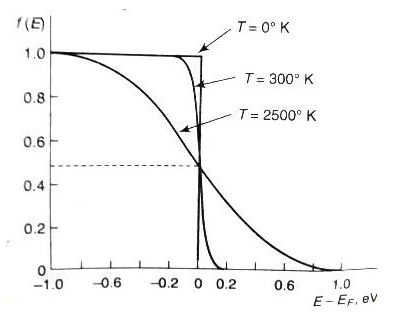 f(E)
T = 0° K
T = 300° K
T = 2500° K
1.0
0.8
0.6
0.4
0.2
0
-1.0 -0.6 -0.2 0 0.2 0.6 1.0
E - E_F, eV